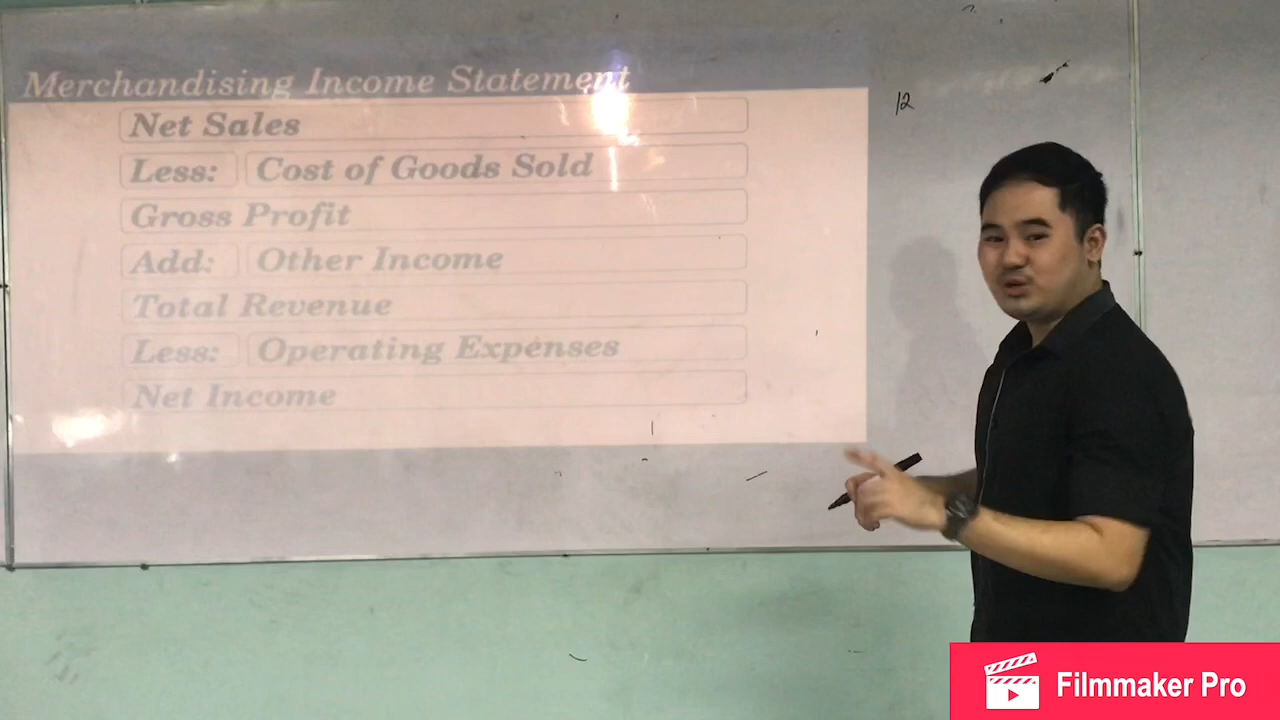 Merchandising Income Statement
Net Sales
Less: Cost of Goods Sold
Gross Profit
Add: Other Income
Total Revenue
Less: Operating Expenses
Net Income
12
Filmmaker Pro